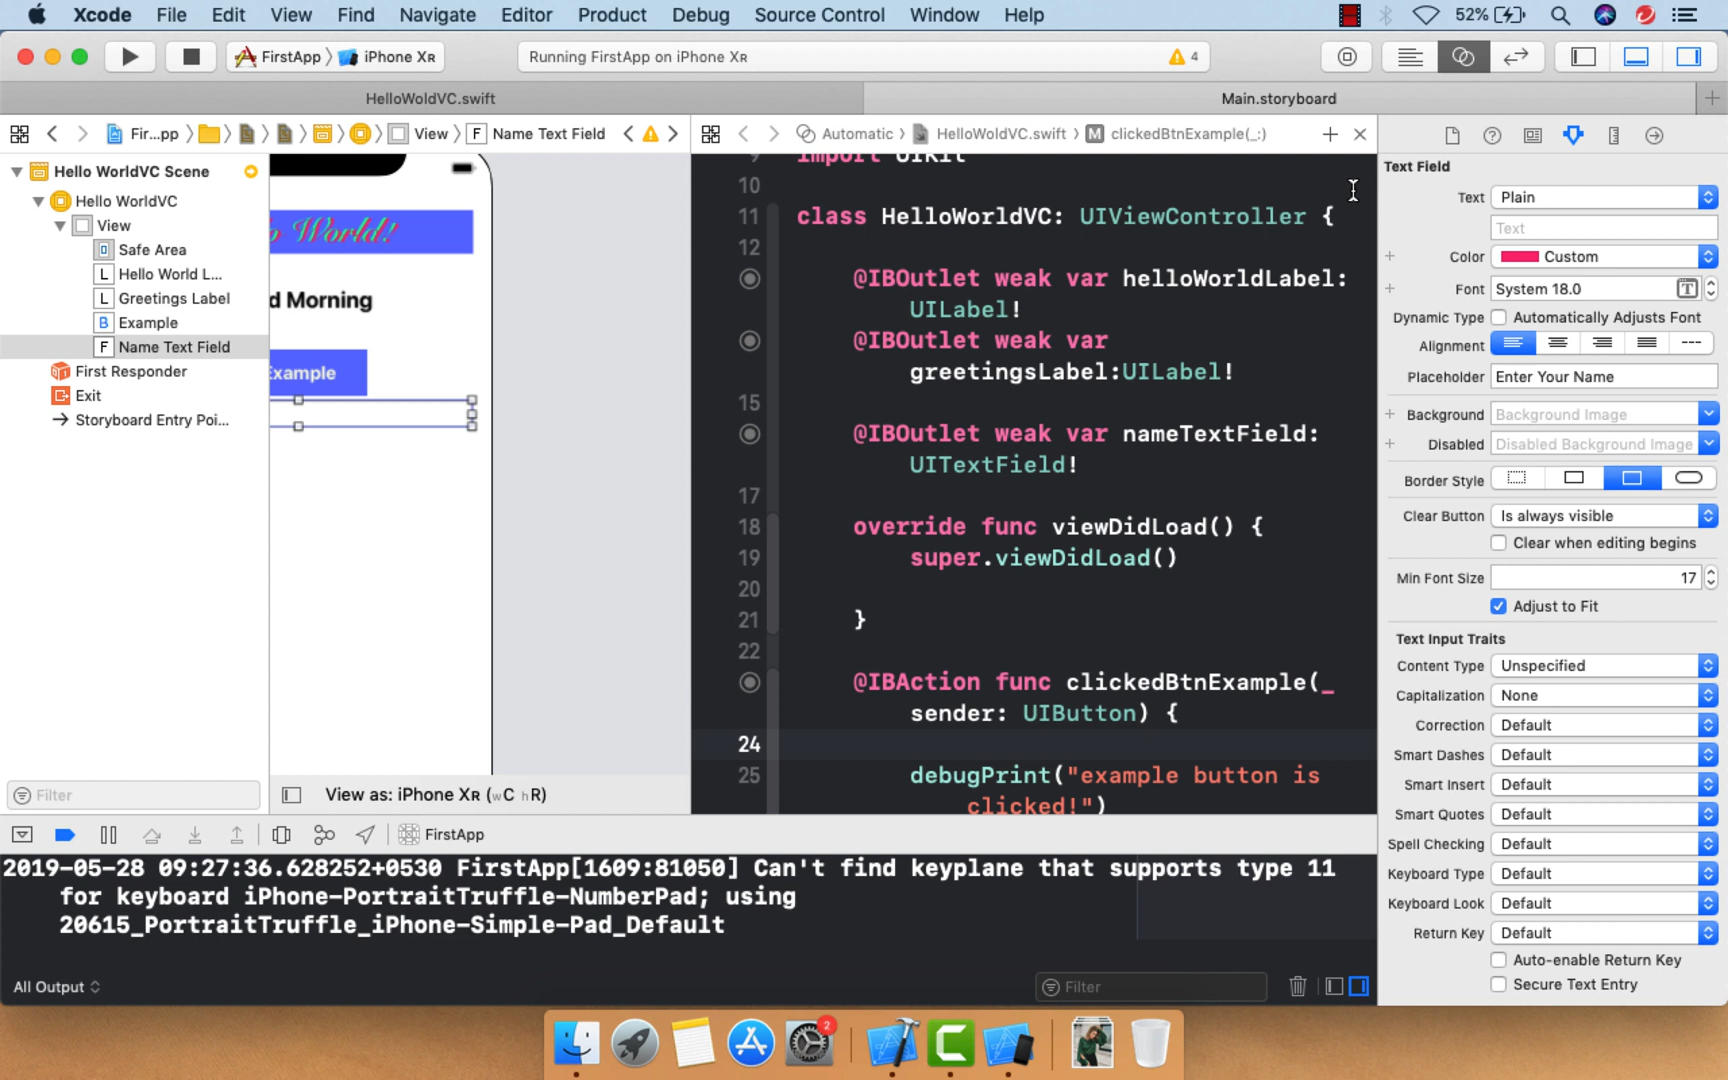 Xcode File Edit View Find Navigate Editor Product Debug Source Control Window Help 52%
FirstApp iPhone XR Running FirstApp on iPhone XR 4
HelloWoldVC.swift Main.storyboard
Fir...pp View F Name Text Field
Automatic HelloWoldVC.swift M clickedBtnExample(_:)
Hello WorldVC Scene
Hello WorldVC
View
Safe Area
L Hello World L...
L Greetings Label
B Example
F Name Text Field
First Responder
Exit
Storyboard Entry Poi...
Filter
o World!
d Morning
Example
View as: iPhone XR (wC hR)
9 import UIKit
10
11 class HelloWorldVC: UIViewController {
12
@IBOutlet weak var helloWorldLabel:
UILabel!
@IBOutlet weak var
greetingsLabel:UILabel!
15
@IBOutlet weak var nameTextField:
UITextField!
17
18 override func viewDidLoad() {
19 super.viewDidLoad()
20
21 }
22
@IBAction func clickedBtnExample(_
sender: UIButton) {
24
25 debugPrint("example button is
clicked!")
Text Field
Text Plain
Text
Color Custom
Font System 18.0 T
Dynamic Type Automatically Adjusts Font
Alignment
Placeholder Enter Your Name
Background Background Image
Disabled Disabled Background Image
Border Style
Clear Button Is always visible
Clear when editing begins
Min Font Size 17
Adjust to Fit
Text Input Traits
Content Type Unspecified
Capitalization None
Correction Default
Smart Dashes Default
Smart Insert Default
Smart Quotes Default
Spell Checking Default
Keyboard Type Default
Keyboard Look Default
Return Key Default
Auto-enable Return Key
Secure Text Entry
FirstApp
2019-05-28 09:27:36.628252+0530 FirstApp[1609:81050] Can't find keyplane that supports type 11
for keyboard iPhone-PortraitTruffle-NumberPad; using
20615_PortraitTruffle_iPhone-Simple-Pad_Default
All Output Filter
2